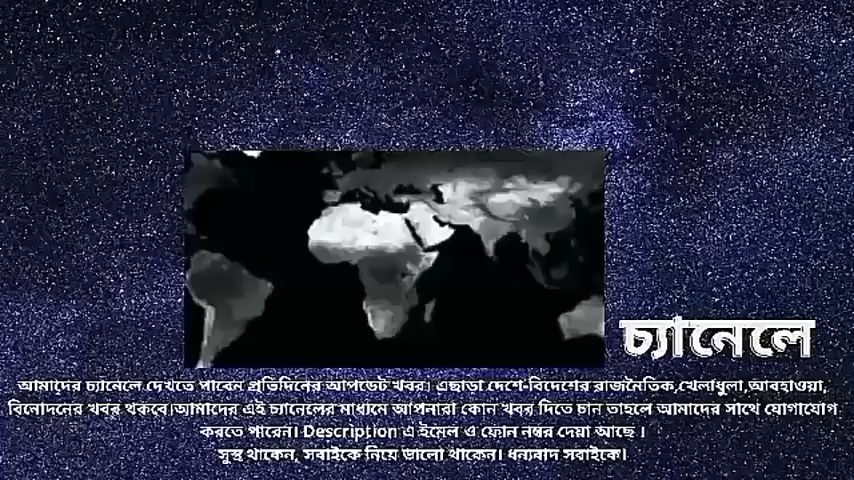 চ্যানেলে
আমাদের চ্যানেলে দেখতে পাবেন প্রতিদিনের আপডেট খবর। এছাড়া দেশে-বিদেশের রাজনৈতিক,খেলাধুলা,আবহাওয়া,
বিনোদনের খবর থকবে।আমাদের এই চ্যানেলের মাধ্যমে আপনারা কোন খবর দিতে চান তাহলে আমাদের সাথে যোগাযোগ
করতে পারেন। Description এ ইমেল ও ফোন নম্বর দেয়া আছে ।
সুস্থ থাকেন, সবাইকে নিয়ে ভালো থাকেন। ধন্যবাদ সবাইকে।